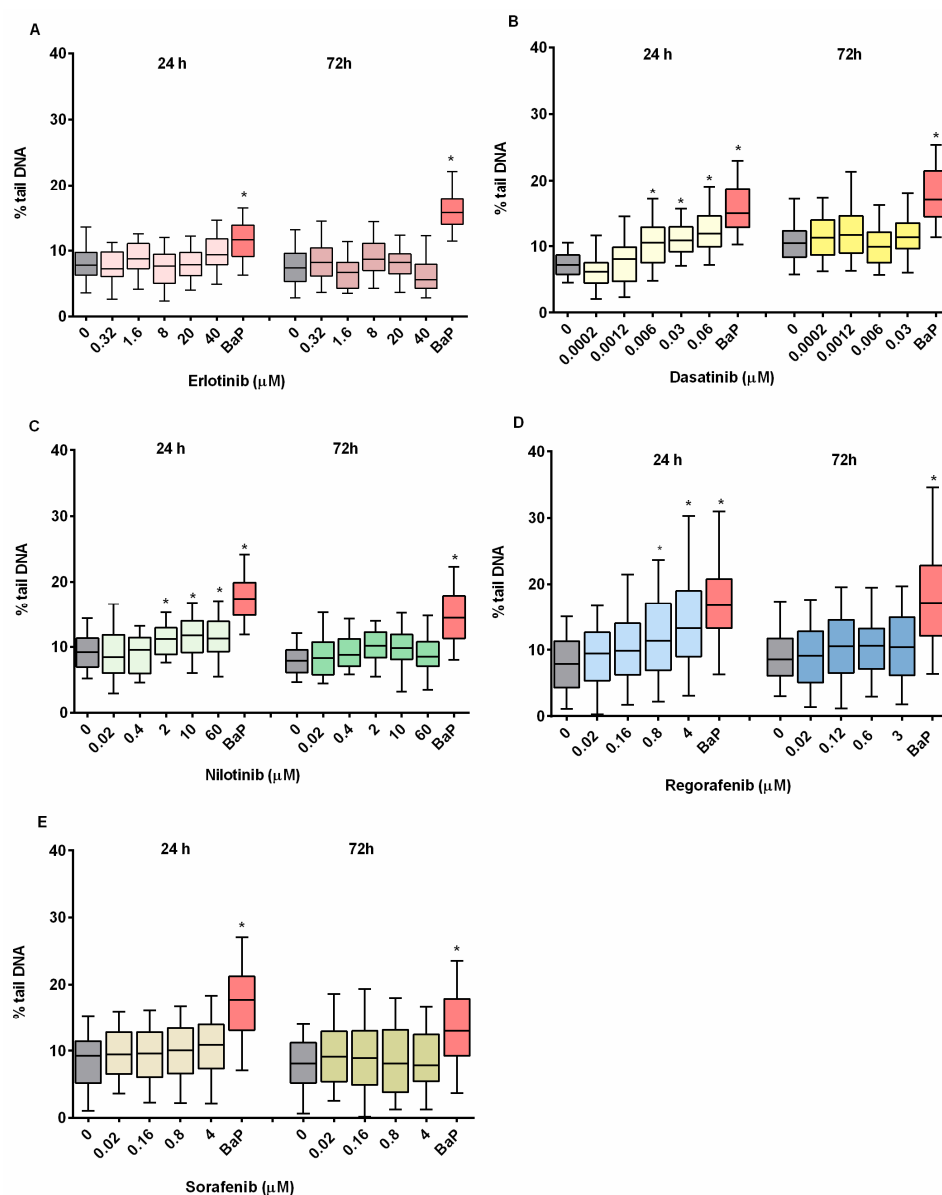 A
24 h 72h
% tail DNA
40
30
20
10
0
*
*
0 0.32 1.6 8 20 40 BaP 0 0.32 1.6 8 20 40 BaP
Erlotinib (μM)
B
24 h 72h
% tail DNA
40
30
20
10
0
* * * * *
0 0.0002 0.0012 0.006 0.03 0.06 BaP 0 0.0002 0.0012 0.006 0.03 BaP
Dasatinib (μM)
C
24 h 72h
% tail DNA
40
30
20
10
0
* * * * *
0 0.02 0.4 2 10 60 BaP 0 0.02 0.4 2 10 60 BaP
Nilotinib (μM)
D
24 h 72h
% tail DNA
40
30
20
10
0
* * * *
0 0.02 0.16 0.8 4 BaP 0 0.02 0.12 0.6 3 BaP
Regorafenib (μM)
E
24 h 72h
% tail DNA
40
30
20
10
0
* *
0 0.02 0.16 0.8 4 BaP 0 0.02 0.16 0.8 4 BaP
Sorafenib (μM)